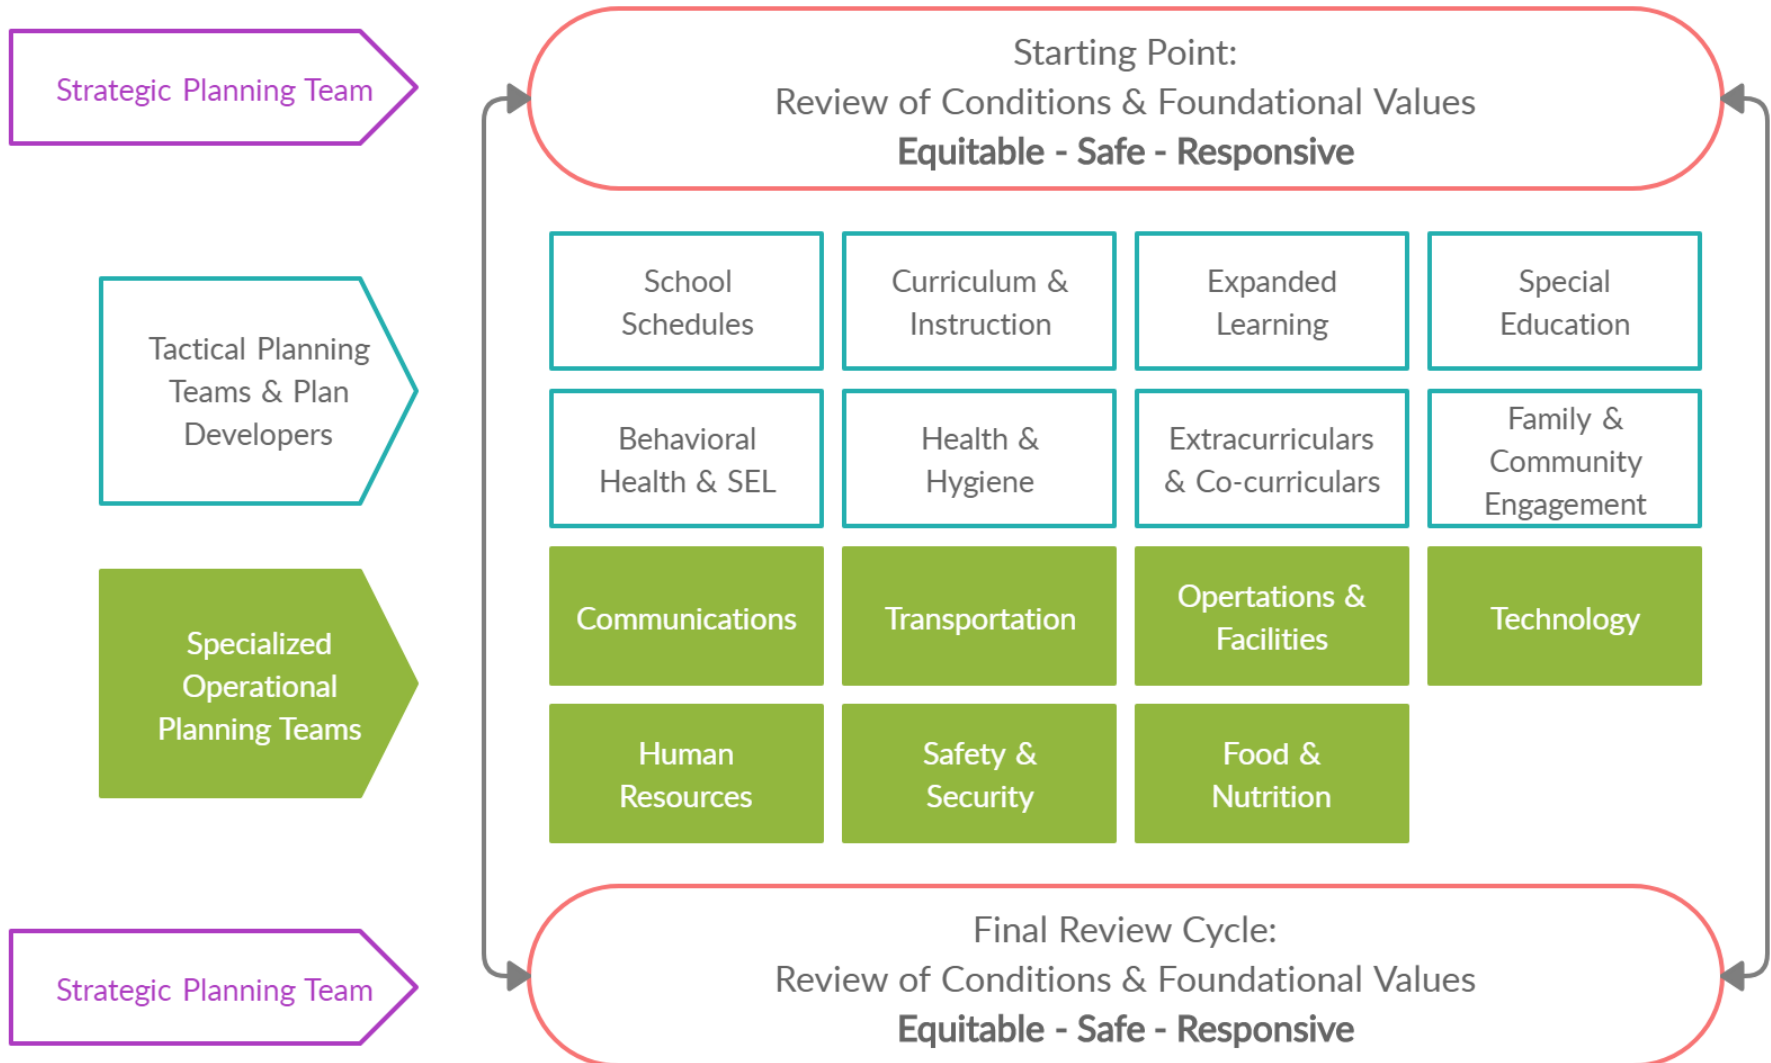 Strategic Planning Team
Starting Point:
Review of Conditions & Foundational Values
Equitable - Safe - Responsive
Tactical Planning
Teams & Plan
Developers
School
Schedules
Curriculum &
Instruction
Expanded
Learning
Special
Education
Behavioral
Health & SEL
Health &
Hygiene
Extracurriculars
& Co-curriculars
Family &
Community
Engagement
Specialized
Operational
Planning Teams
Communications
Transportation
Opertations &
Facilities
Technology
Human
Resources
Safety &
Security
Food &
Nutrition
Strategic Planning Team
Final Review Cycle:
Review of Conditions & Foundational Values
Equitable - Safe - Responsive